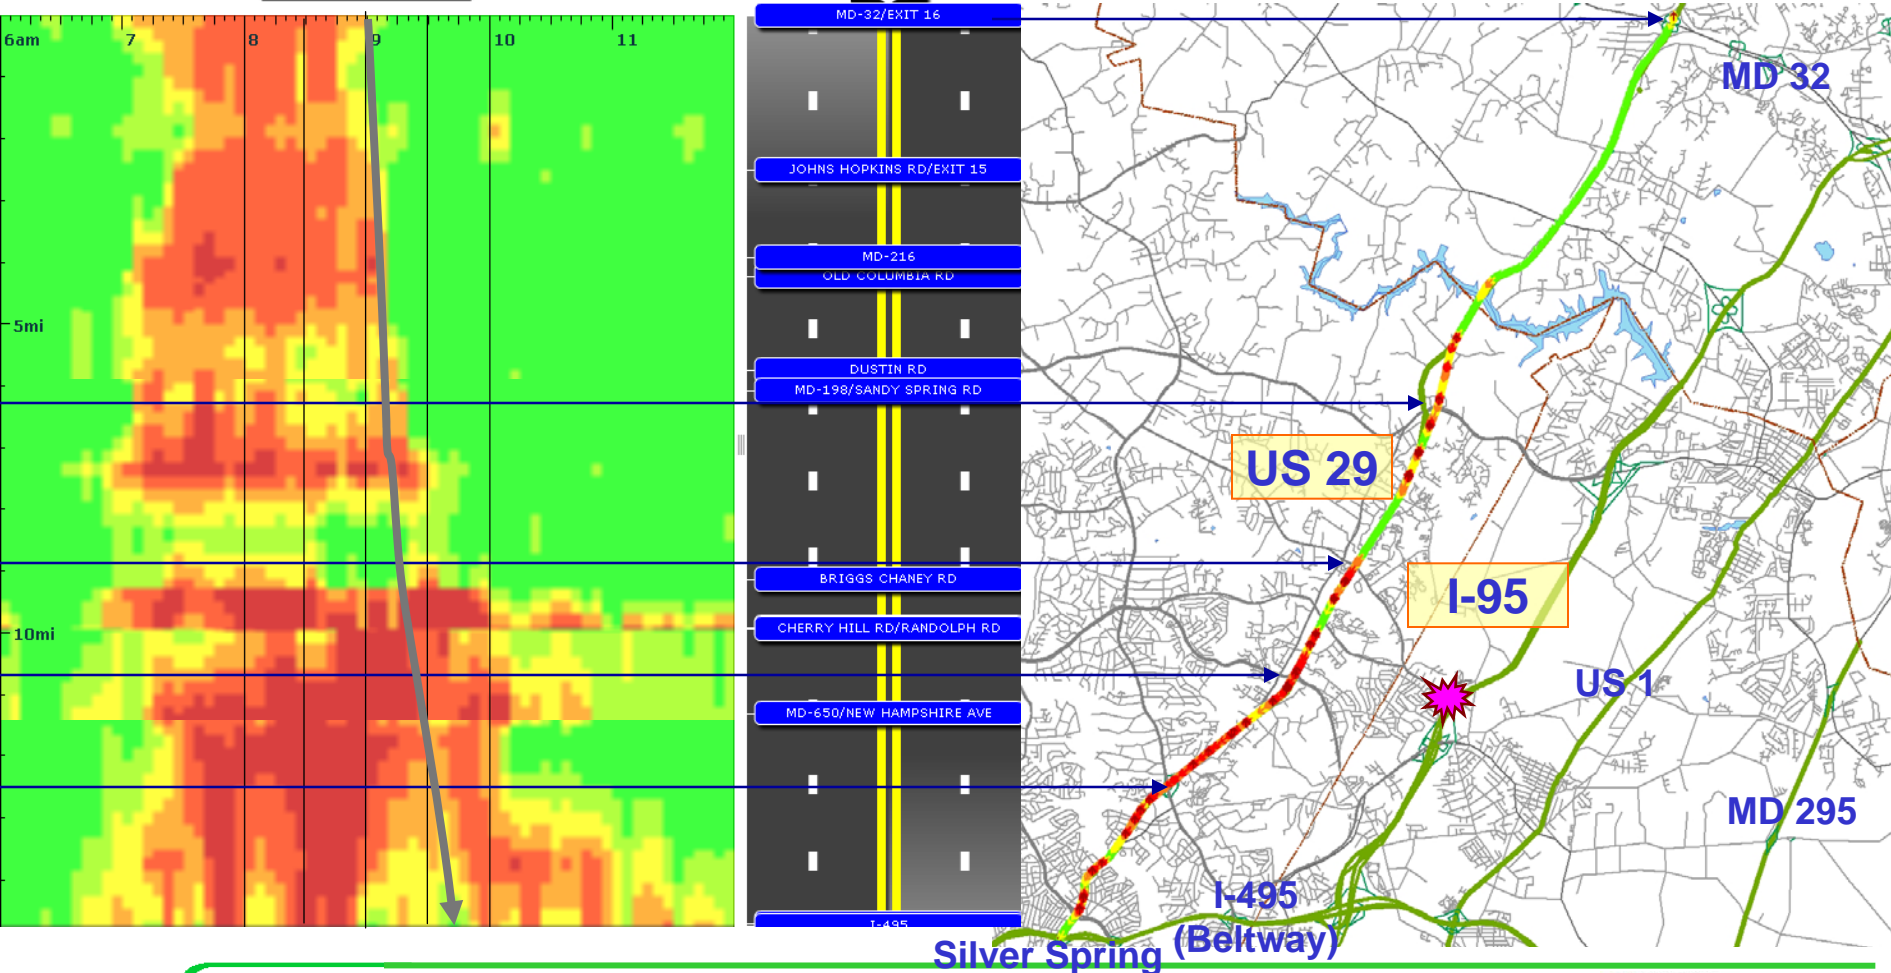 6am 7 8 9 10 11
5mi
10mi
MD-32/EXIT 16
JOHNS HOPKINS RD/EXIT 15
MD-216
OLD COLUMBIA RD
DUSTIN RD
MD-198/SANDY SPRING RD
BRIGGS CHANEY RD
CHERRY HILL RD/RANDOLPH RD
MD-650/NEW HAMPSHIRE AVE
I-495
MD 32
US 29
I-95
US 1
MD 295
I-495
(Beltway)
Silver Spring